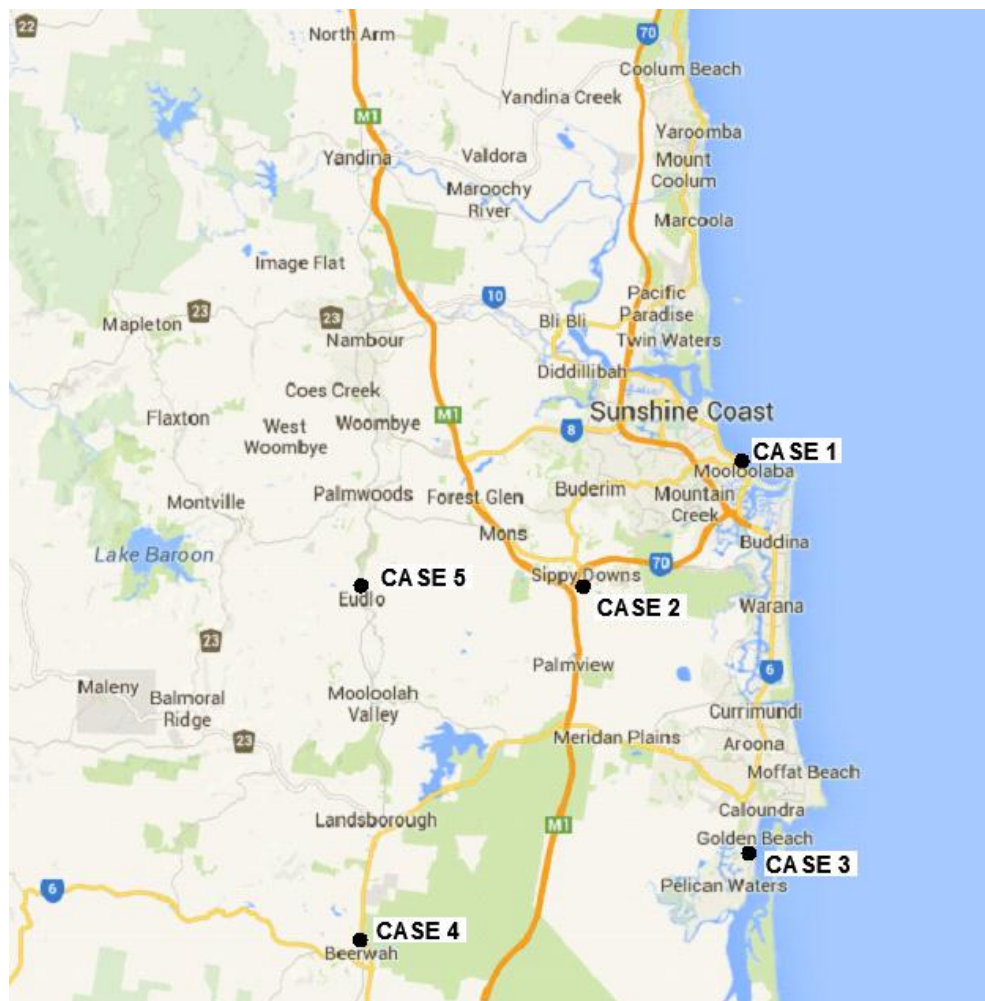 22
North Arm
70
Coolum Beach
Yandina Creek
M1
Yaroomba
Yandina
Valdora
Mount
Coolum
Maroochy
River
Marcoola
Image Flat
10
Pacific
Paradise
23
23
Mapleton
Bli Bli
Nambour
Twin Waters
Diddillibah
Coes Creek
Flaxton
M1
Sunshine Coast
West
Woombye
Woombye
8
CASE 1
Mooloolaba
Montville
Palmwoods
Forest Glen
Buderim
Mountain
Creek
Mons
Lake Baroon
Buddina
70
CASE 5
Sippy Downs
Eudlo
CASE 2
Warana
23
Palmview
6
Maleny
Balmoral
Ridge
Mooloolah
Valley
Currimundi
23
Meridan Plains
Aroona
Moffat Beach
Landsborough
M1
Caloundra
Golden Beach
CASE 3
6
Pelican Waters
CASE 4
Beerwah